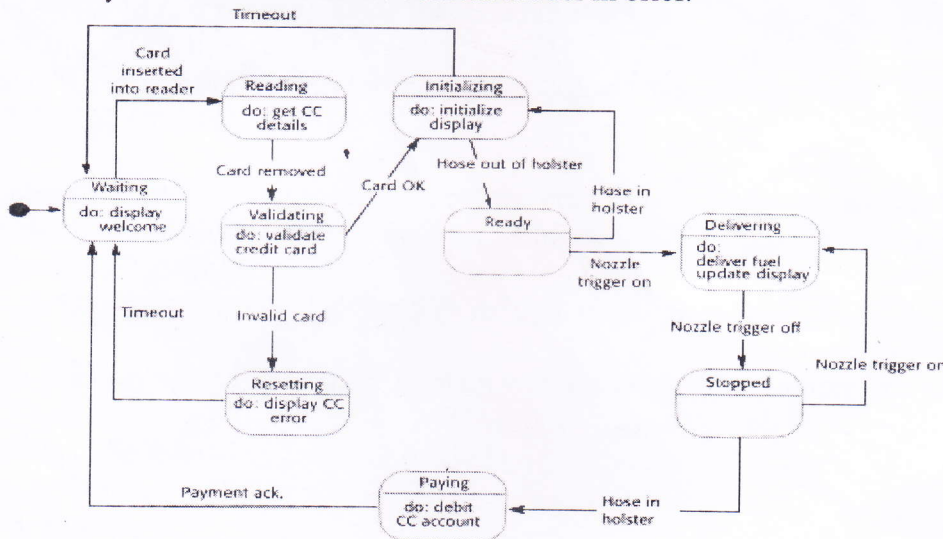 Timeout
Card
inserted
into reader
Reading
do: get CC
details
Initializing
do: initialize
display
Card removed
Card OK
Hose out of holster
Hose in
holster
Waiting
do: display
welcome
Validating
do: validate
credit card
Ready
Delivering
do:
deliver fuel
update display
Nozzle
trigger on
Timeout
Invalid card
Nozzle trigger off
Nozzle trigger on
Resetting
do: display CC
error
Stopped
Payment ack.
Paying
do: debit
CC account
Hose in
holster